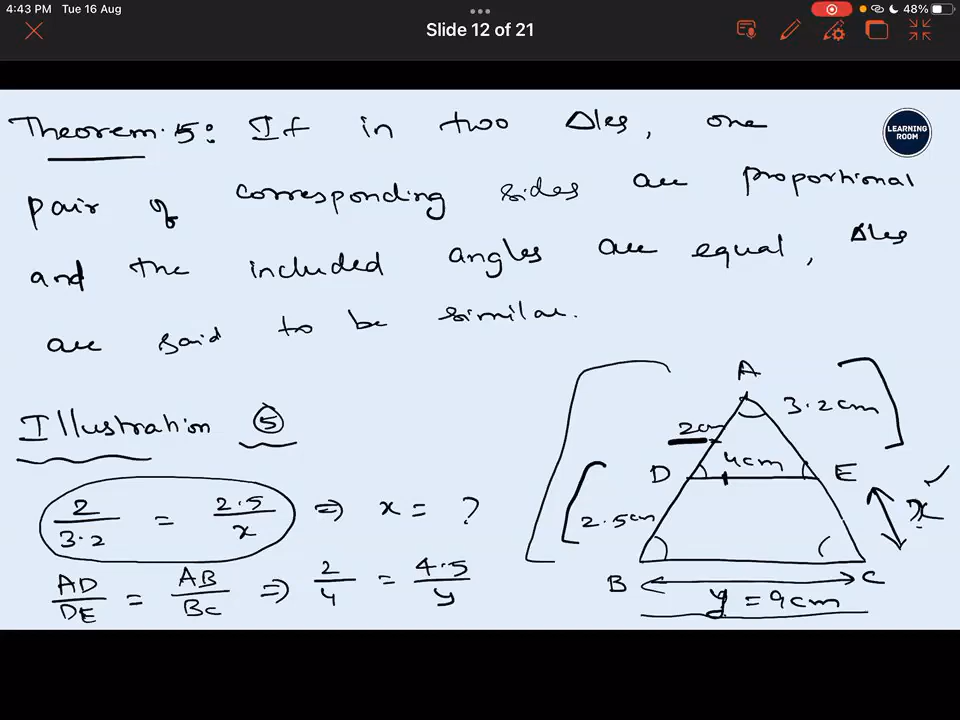 4:43 PM Tue 16 Aug
48%
Slide 12 of 21
LEARNING
ROOM
Theorem.5: If in two Δles, one
pair of corresponding sides are proportional
and the included angles are equal, Δles
are said to be similar.
Illustration 5
2/3.2 = 2.5/x ⇒ x = ?
AD/DE = AB/BC ⇒ 2/4 = 4.5/y
A
3.2cm
2cm
4cm
D
E
2.5cm
x
B
C
y = 9cm